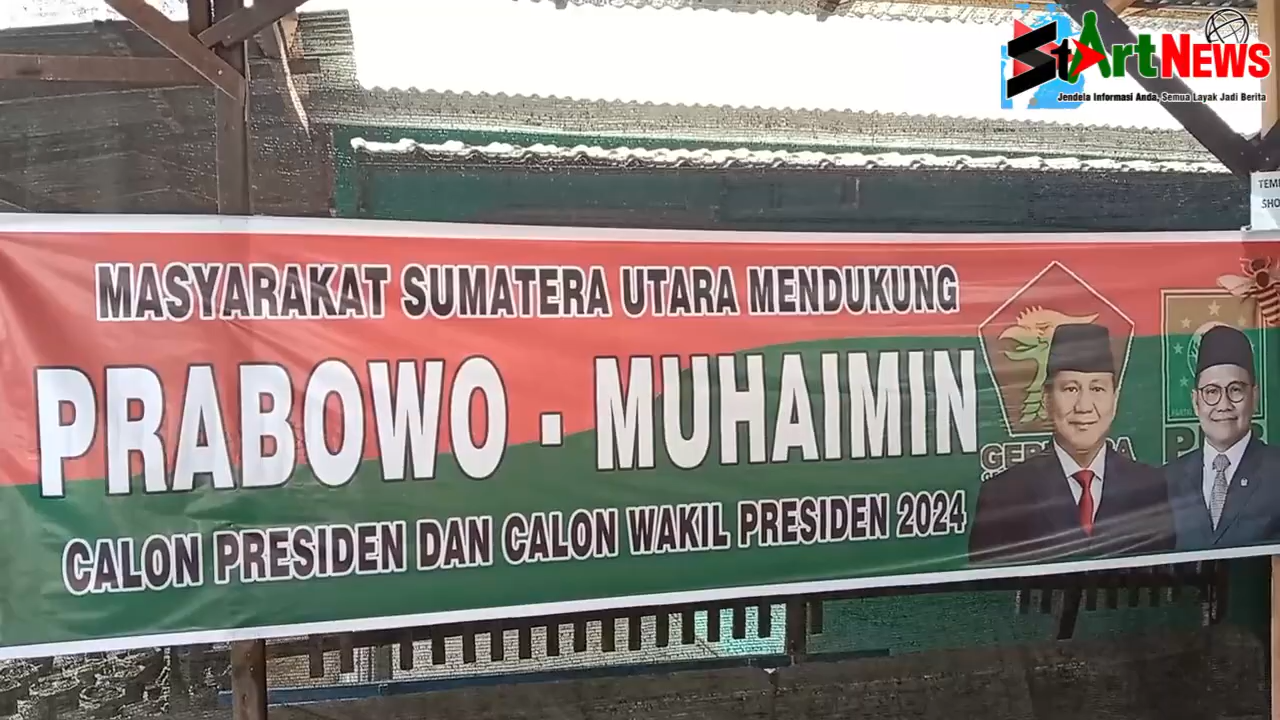 StArtNews
Jendela Informasi Anda, Semua Layak Jadi Berita
MASYARAKAT SUMATERA UTARA MENDUKUNG
PRABOWO - MUHAIMIN
CALON PRESIDEN DAN CALON WAKIL PRESIDEN 2024